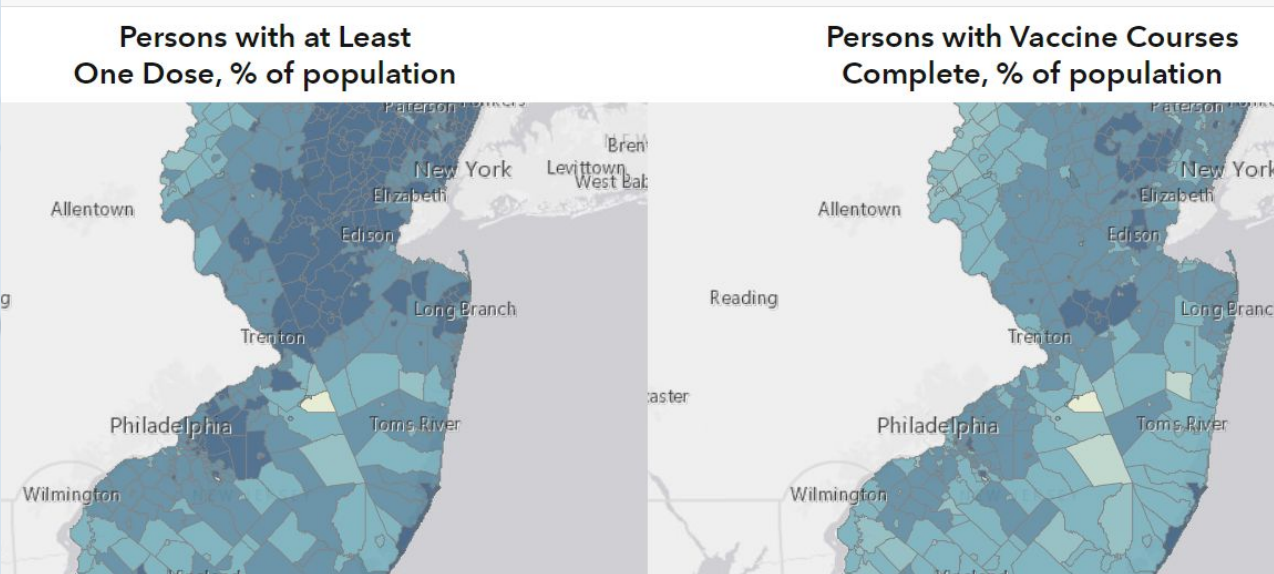 Persons with at Least
One Dose, % of population
Paterson
New York
Levittown
West Bab
Elizabeth
Allentown
Edison
g
Long Branch
Trenton
Philadelphia
Toms River
Wilmington
Persons with Vaccine Courses
Complete, % of population
Paterson
New York
Elizabeth
Allentown
Edison
Reading
Long Branc
Trenton
caster
Philadelphia
Toms River
Wilmington